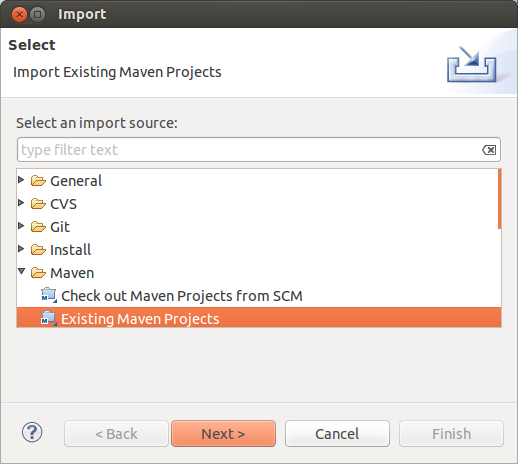 Import
Select
Import Existing Maven Projects
Select an import source:
type filter text
General
CVS
Git
Install
Maven
Check out Maven Projects from SCM
Existing Maven Projects
? < Back Next > Cancel Finish